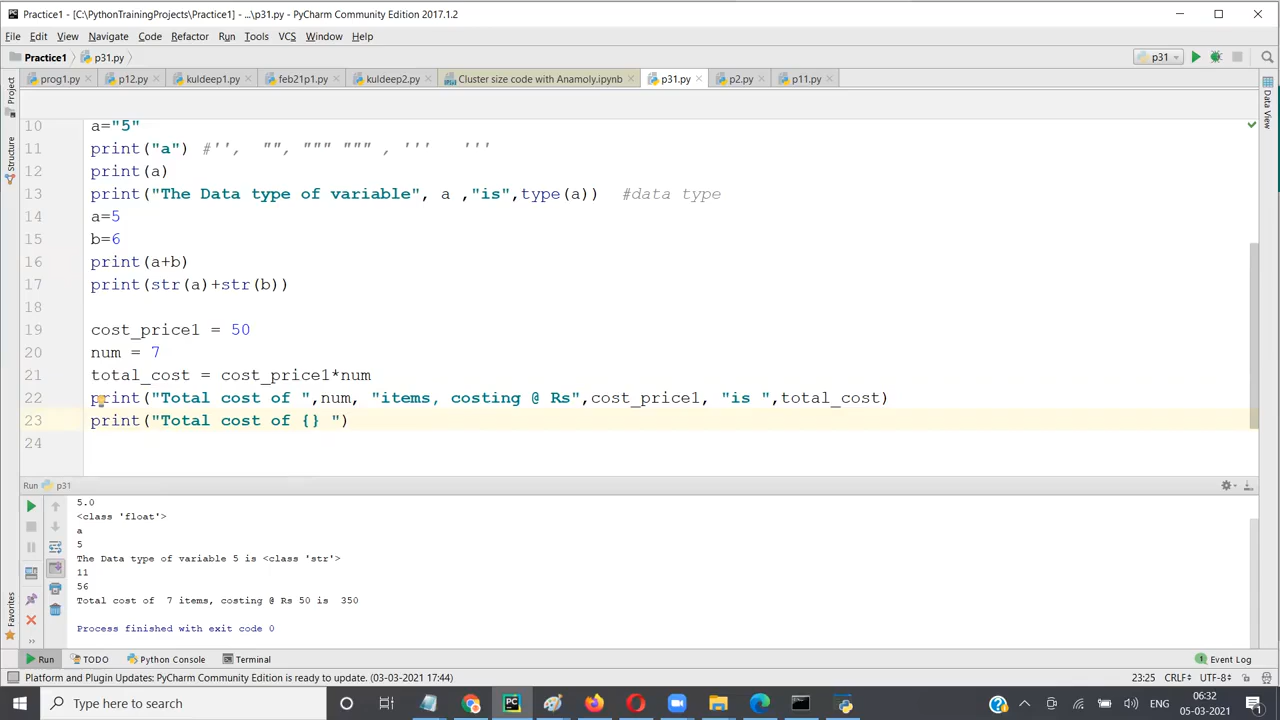 Practice1 - [C:\PythonTrainingProjects\Practice1] - ...\p31.py - PyCharm Community Edition 2017.1.2
File Edit View Navigate Code Refactor Run Tools VCS Window Help
Practice1 p31.py p31
prog1.py p12.py kuldeep1.py feb21p1.py kuldeep2.py Cluster size code with Anamoly.ipynb p31.py p2.py p11.py
Project
Structure
Favorites
Data View
10 a="5"
11 print("a") #'', "", """ """ , ''' '''
12 print(a)
13 print("The Data type of variable", a ,"is",type(a)) #data type
14 a=5
15 b=6
16 print(a+b)
17 print(str(a)+str(b))
18
19 cost_price1 = 50
20 num = 7
21 total_cost = cost_price1*num
22 print("Total cost of ",num, "items, costing @ Rs",cost_price1, "is ",total_cost)
23 print("Total cost of {} ")
24
Run p31
5.0
<class 'float'>
a
5
The Data type of variable 5 is <class 'str'>
11
56
Total cost of  7 items, costing @ Rs 50 is  350
Process finished with exit code 0
Run TODO Python Console Terminal 1 Event Log
Platform and Plugin Updates: PyCharm Community Edition is ready to update. (03-03-2021 17:44) 23:25 CRLF÷ UTF-8÷
Type here to search
ENG
06:32
05-03-2021
1